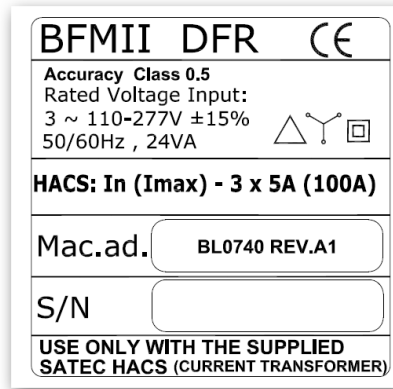 BFMII DFR CE
Accuracy Class 0.5
Rated Voltage Input:
3 ~ 110-277V ±15%
50/60Hz , 24VA
HACS: In (Imax) - 3 x 5A (100A)
Mac.ad. BL0740 REV.A1
S/N
USE ONLY WITH THE SUPPLIED
SATEC HACS (CURRENT TRANSFORMER)